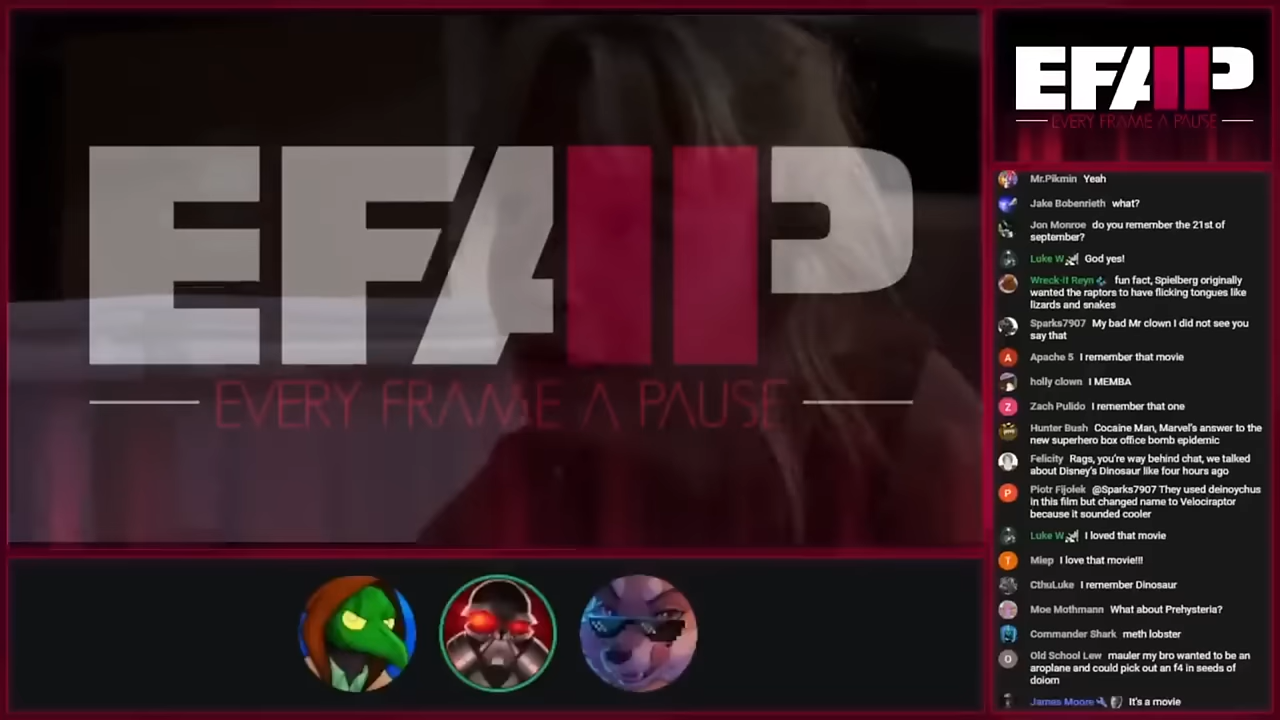 EFAP
EVERY FRAME A PAUSE
EFAP
EVERY FRAME A PAUSE
Mr.Pikmin Yeah
Jake Bobenrieth what?
Jon Monroe do you remember the 21st of
september?
Luke W God yes!
Wreck-It Reyn fun fact, Spielberg originally
wanted the raptors to have flicking tongues like
lizards and snakes
Sparks7907 My bad Mr clown I did not see you
say that
A Apache 5 I remember that movie
holly clown I MEMBA
Z Zach Pulido I remember that one
Hunter Bush Cocaine Man, Marvel's answer to the
new superhero box office bomb epidemic
Felicity Rags, you're way behind chat, we talked
about Disney's Dinosaur like four hours ago
P Piotr Fijołek @Sparks7907 They used deinoychus
in this film but changed name to Velociraptor
because it sounded cooler
Luke W I loved that movie
T Miep I love that movie!!!
CthuLuke I remember Dinosaur
Moe Mothmann What about Prehysteria?
Commander Shark meth lobster
O Old School Lew mauler my bro wanted to be an
aroplane and could pick out an f4 in seeds of
doiom
James Moore It's a movie